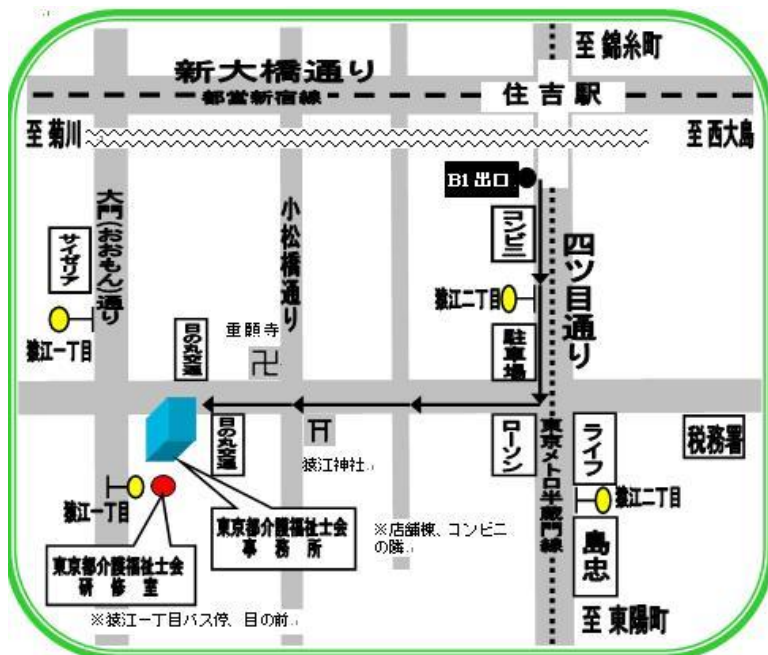 至 錦糸町
新大橋通り
都営新宿線
住吉駅
至 菊川
至 西大島
B1 出口
コンビニ
大門(おおもん)通り
サイゼリア
小松橋通り
四ツ目通り
猿江二丁目
猿江一丁目
日の丸交通
重願寺
卍
駐車場
日の丸交通
猿江神社
ローソン
東京メトロ半蔵門線
ライフ
税務署
猿江一丁目
猿江二丁目
東京都介護福祉士会
事 務 所
※店舗棟、コンビニ
の隣
島忠
東京都介護福祉士会
研 修 室
至 東陽町
※猿江一丁目バス停、目の前